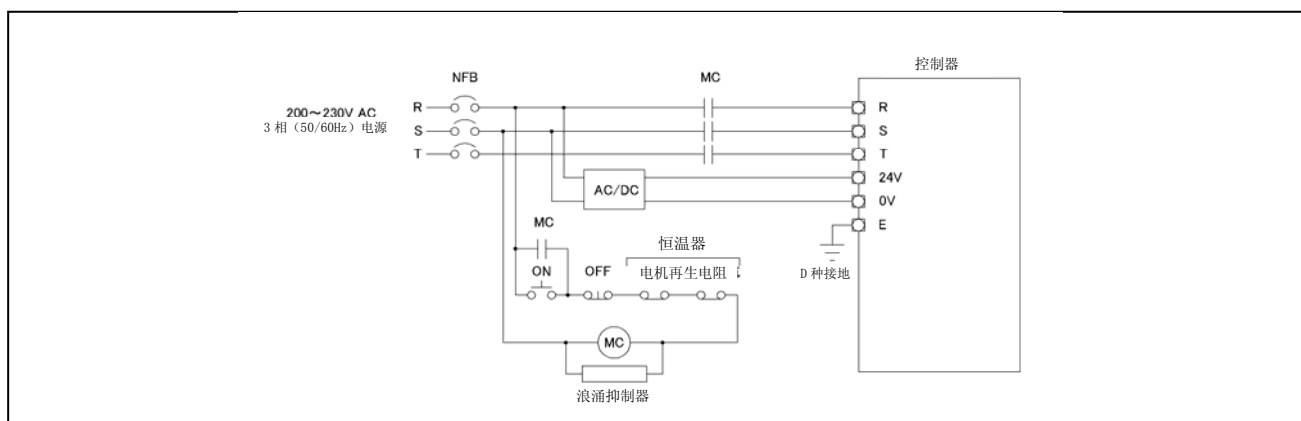 控制器
NFB
MC
200～230V AC
3 相（50/60Hz）电源
R
R
S
S
T
T
24V
AC/DC
0V
MC
E
恒温器
ON
OFF
电机再生电阻
D 种接地
MC
浪涌抑制器